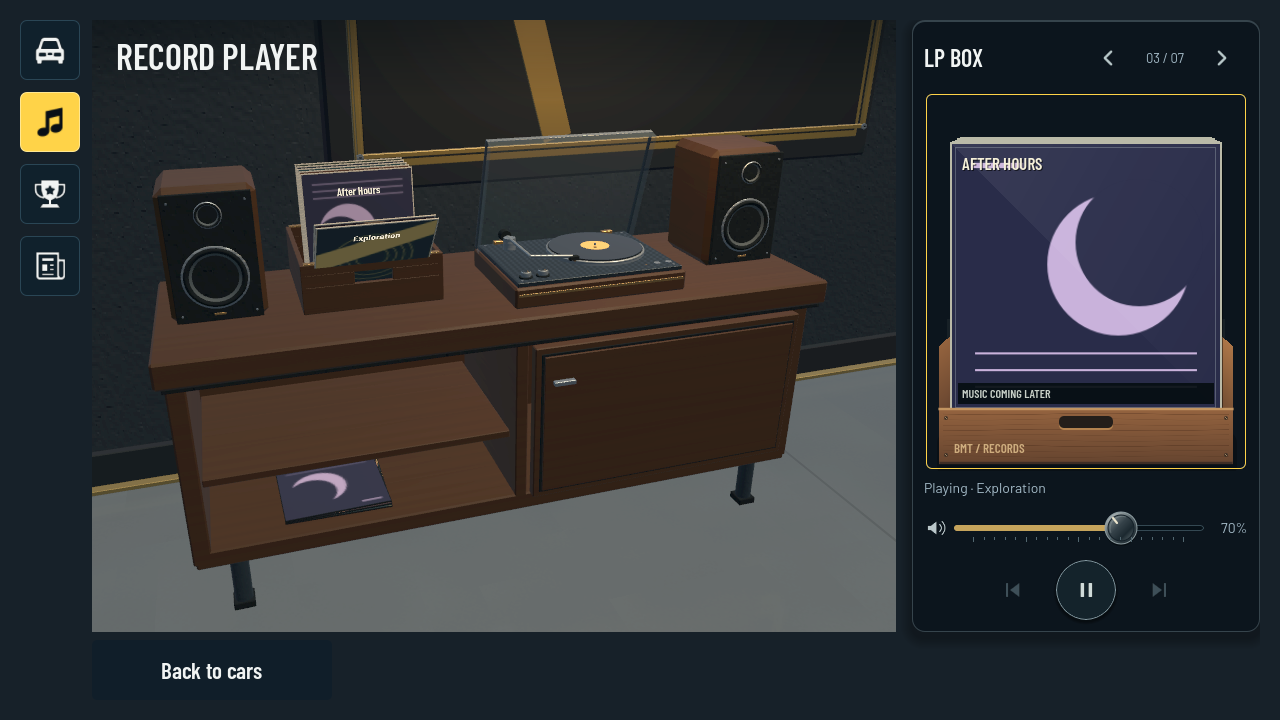 RECORD PLAYER
After Hours
Exploration
Back to cars
LP BOX
03 / 07
AFTER HOURS
MUSIC COMING LATER
BMT / RECORDS
Playing · Exploration
70%